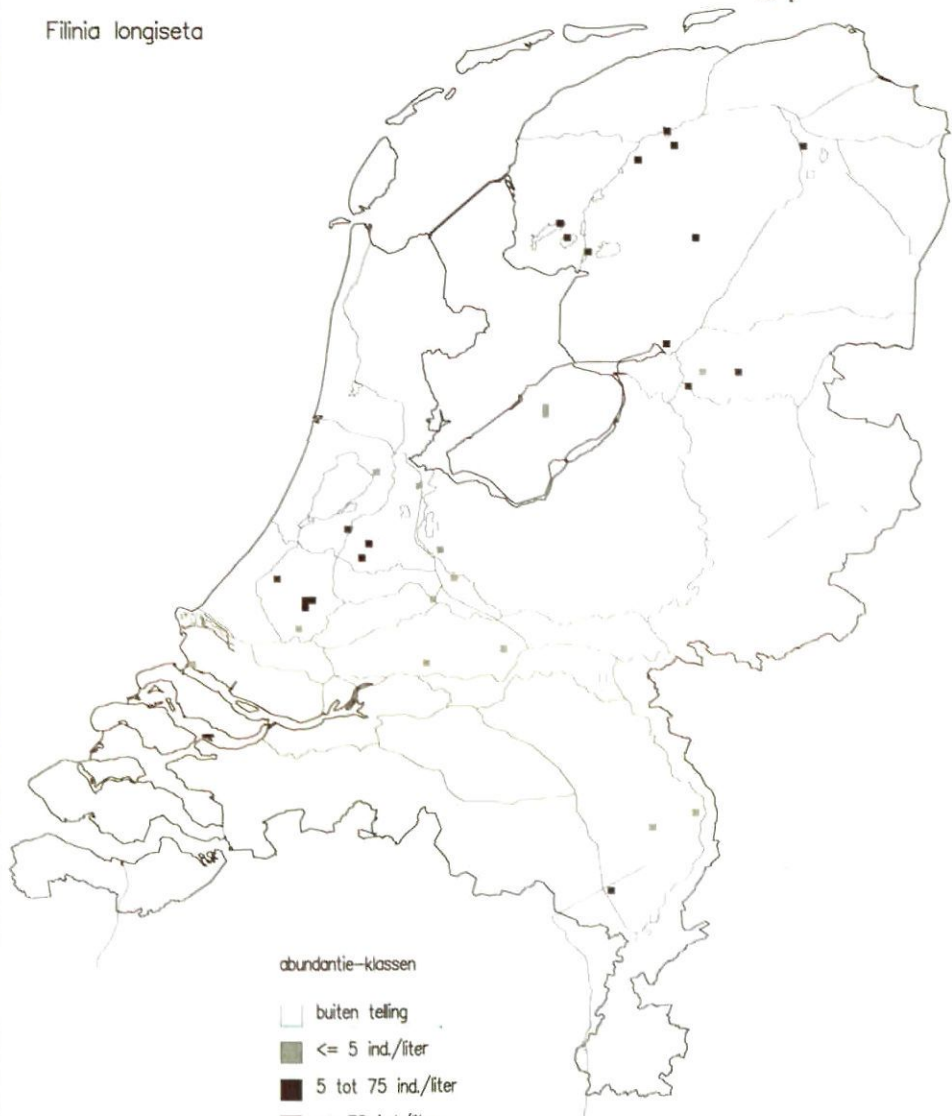 Filinia longiseta
abundantie-klassen
buiten telling
<= 5 ind./liter
5 tot 75 ind./liter